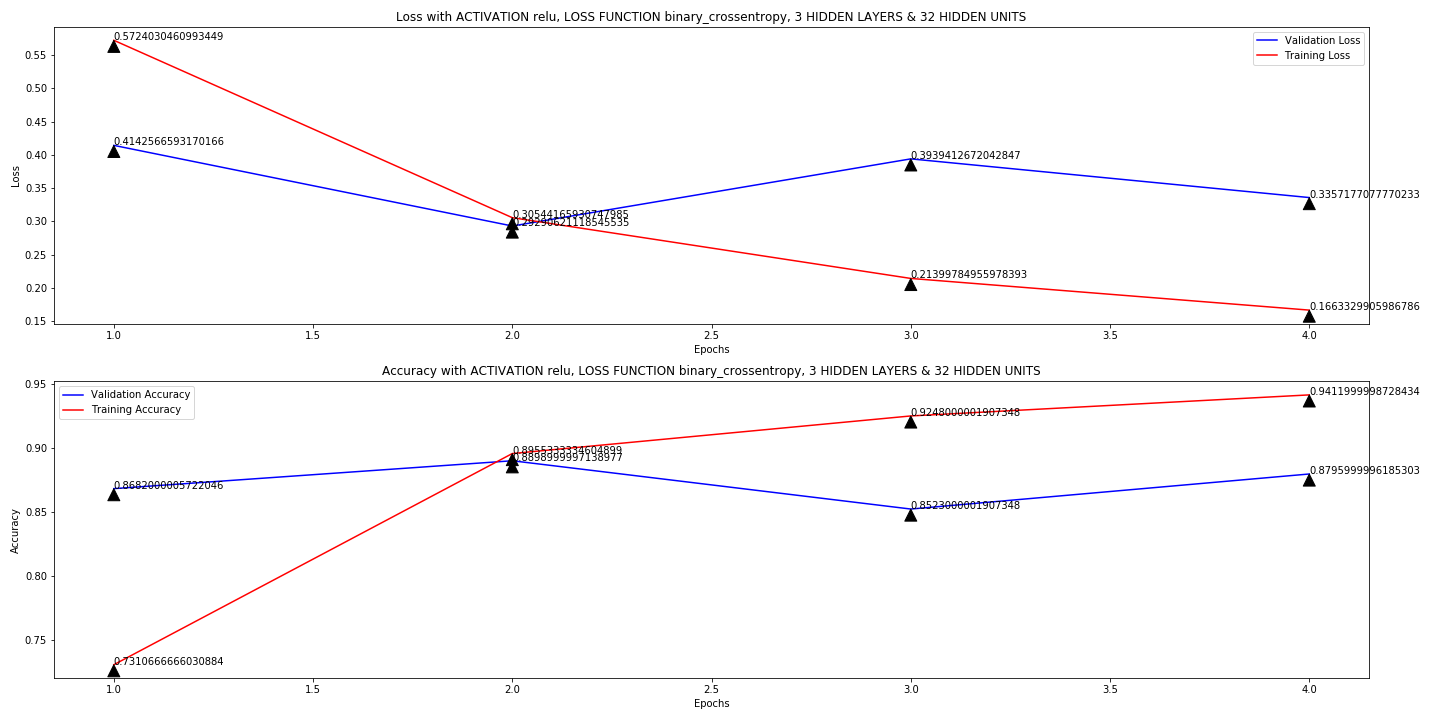 Loss with ACTIVATION relu, LOSS FUNCTION binary_crossentropy, 3 HIDDEN LAYERS & 32 HIDDEN UNITS
0.5724030460993449
Validation Loss
Training Loss
0.55
0.50
0.45
0.4142566593170166
0.40
0.3939412672042847
0.35
0.3357177077770233
0.30544165930747985
0.30
0.29290621118545535
0.25
0.21399784955978393
0.20
0.1663329905986786
0.15
Loss
1.0 1.5 2.0 2.5 3.0 3.5 4.0
Epochs
Accuracy with ACTIVATION relu, LOSS FUNCTION binary_crossentropy, 3 HIDDEN LAYERS & 32 HIDDEN UNITS
Validation Accuracy
Training Accuracy
0.95
0.9411999998728434
0.9248000001907348
0.90
0.8955333334604899
0.8898999997138977
0.8795999996185303
0.8682000005722046
0.8523000001907348
0.85
0.80
0.75
0.7310666666030884
Accuracy
1.0 1.5 2.0 2.5 3.0 3.5 4.0
Epochs